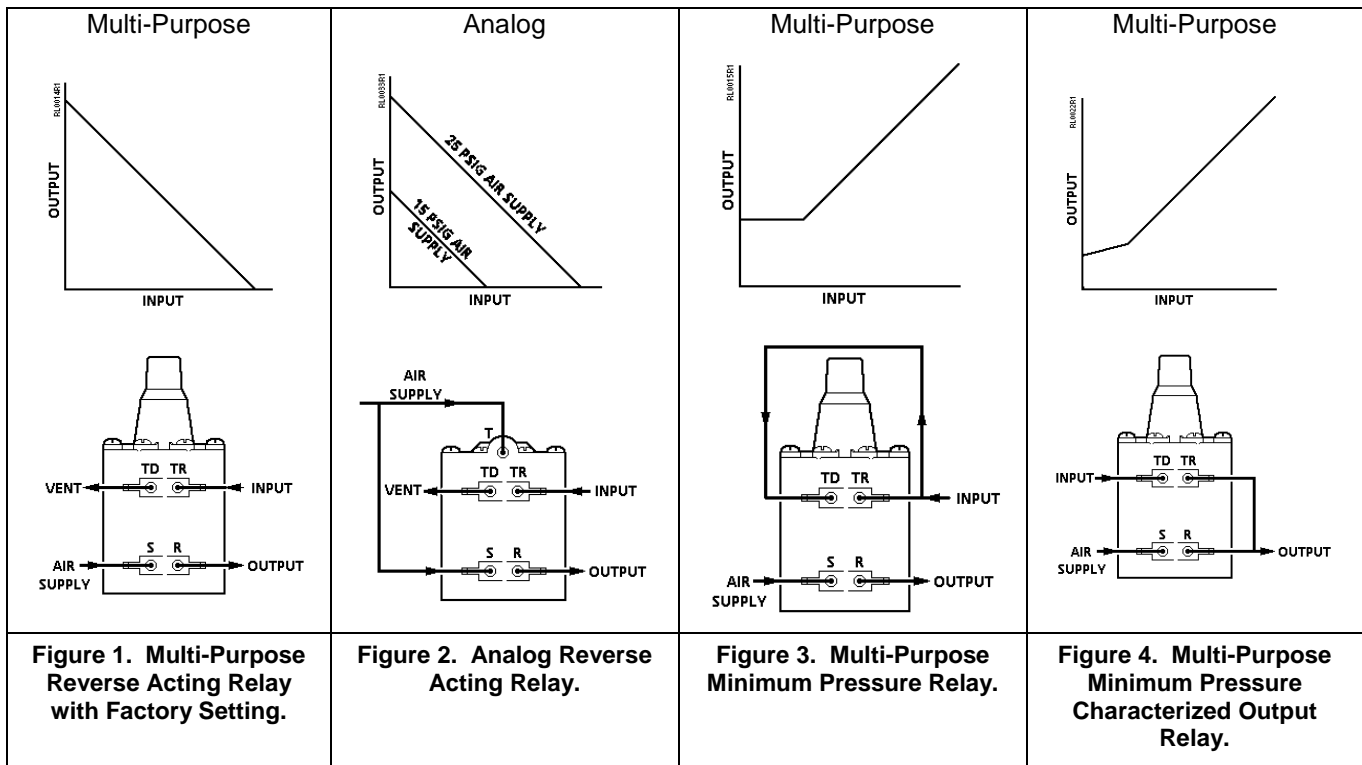 Multi-Purpose
RL0014R1
OUTPUT
INPUT
TD TR
VENT
INPUT
S R
AIR
SUPPLY
OUTPUT
Figure 1. Multi-Purpose
Reverse Acting Relay
with Factory Setting.
Analog
RL0033R1
OUTPUT
25 PSIG AIR SUPPLY
15 PSIG AIR
SUPPLY
INPUT
AIR
SUPPLY
T
TD TR
VENT
INPUT
S R
OUTPUT
Figure 2. Analog Reverse
Acting Relay.
Multi-Purpose
RL0015R1
OUTPUT
INPUT
TD TR
INPUT
S R
AIR
SUPPLY
OUTPUT
Figure 3. Multi-Purpose
Minimum Pressure Relay.
Multi-Purpose
RL0022R1
OUTPUT
INPUT
TD TR
INPUT
S R
AIR
SUPPLY
OUTPUT
Figure 4. Multi-Purpose
Minimum Pressure
Characterized Output
Relay.